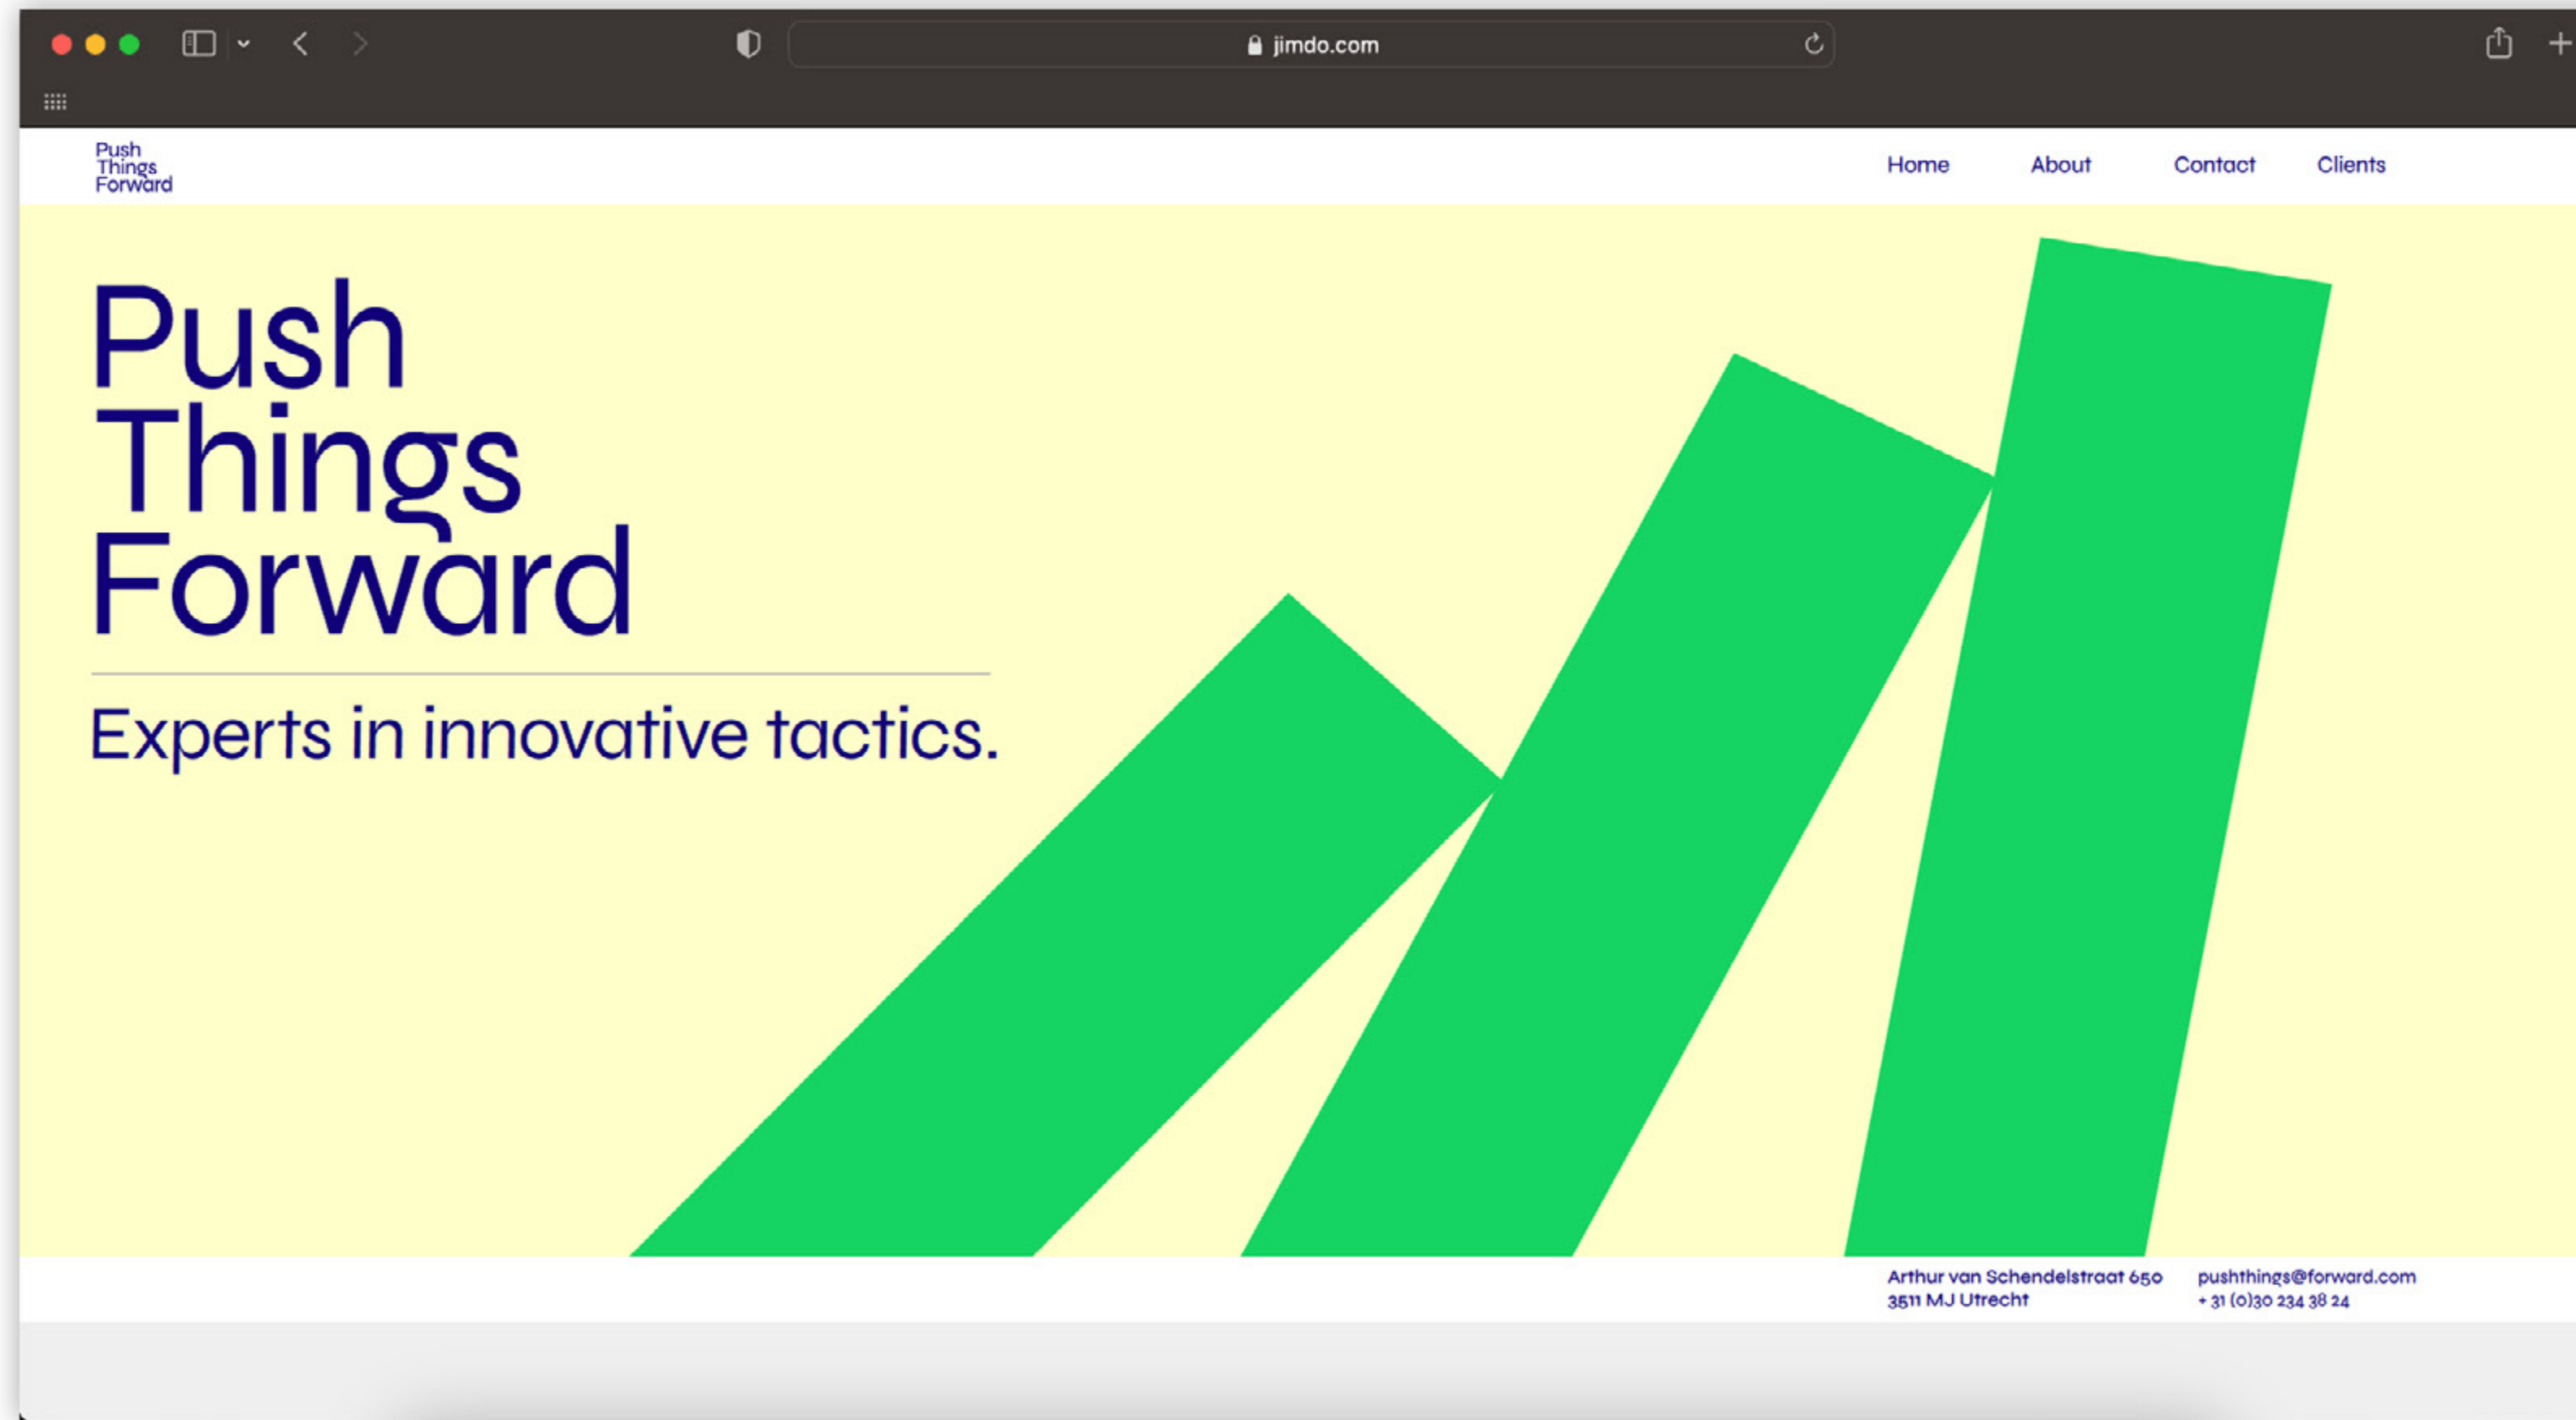 jimdo.com
Push
Things
Forward
Home
About
Contact
Clients
Push
Things
Forward
Experts in innovative tactics.
Arthur van Schendelstraat 650
3511 MJ Utrecht
pushthings@forward.com
+ 31 (0)30 234 38 24